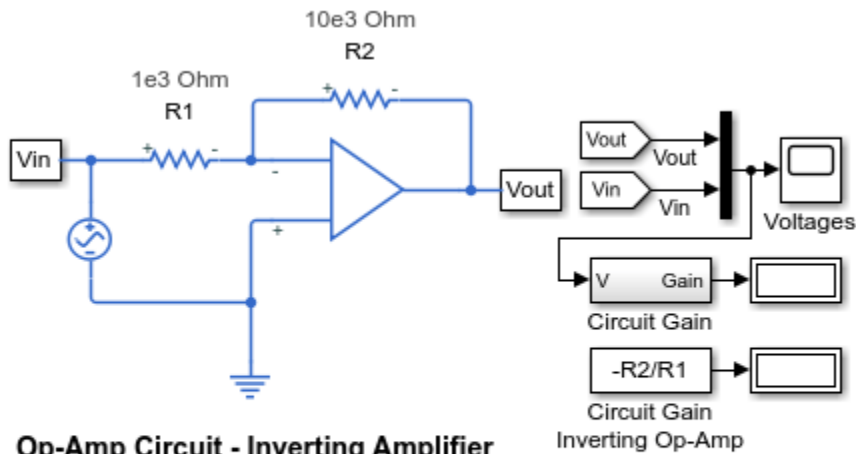 10e3 Ohm
R2
1e3 Ohm
R1
+
-
+
-
Vin
-
+
+
-
Vout
Vout
Vout
Vin
Vin
Voltages
V
Gain
Circuit Gain
-R2/R1
Circuit Gain
Inverting Op-Amp
Op-Amp Circuit - Inverting Amplifier